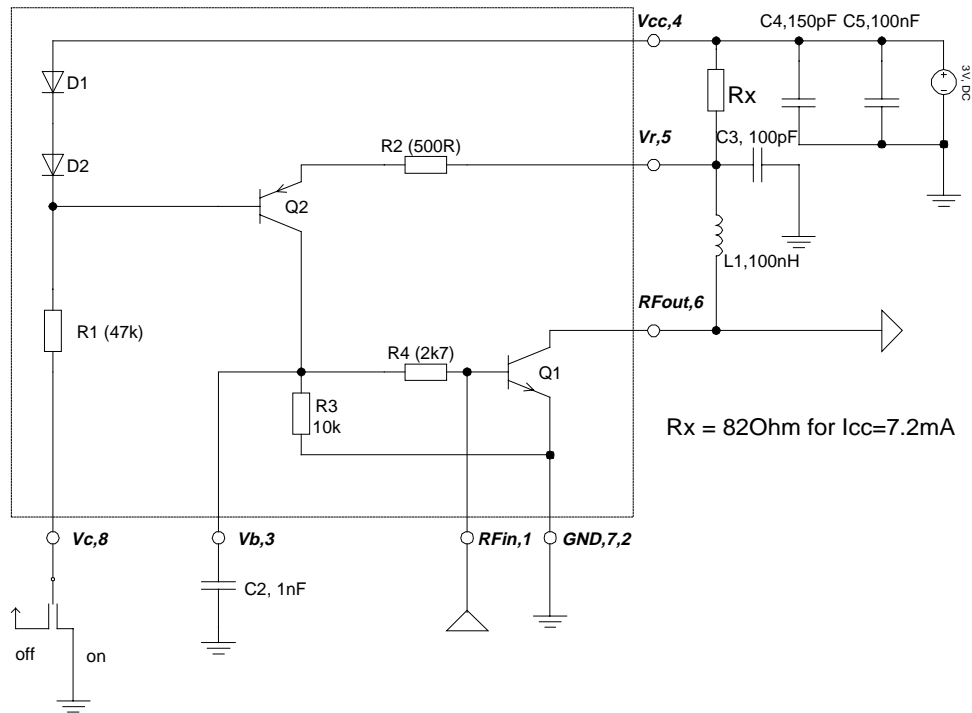 Vcc,4
C4,150pF
C5,100nF
3V, DC
D1
Rx
Vr,5
C3, 100pF
R2 (500R)
D2
Q2
L1,100nH
RFout,6
R1 (47k)
R4 (2k7)
Q1
R3
10k
Rx = 82Ohm for Icc=7.2mA
Vc,8
Vb,3
RFin,1
GND,7,2
C2, 1nF
off
on